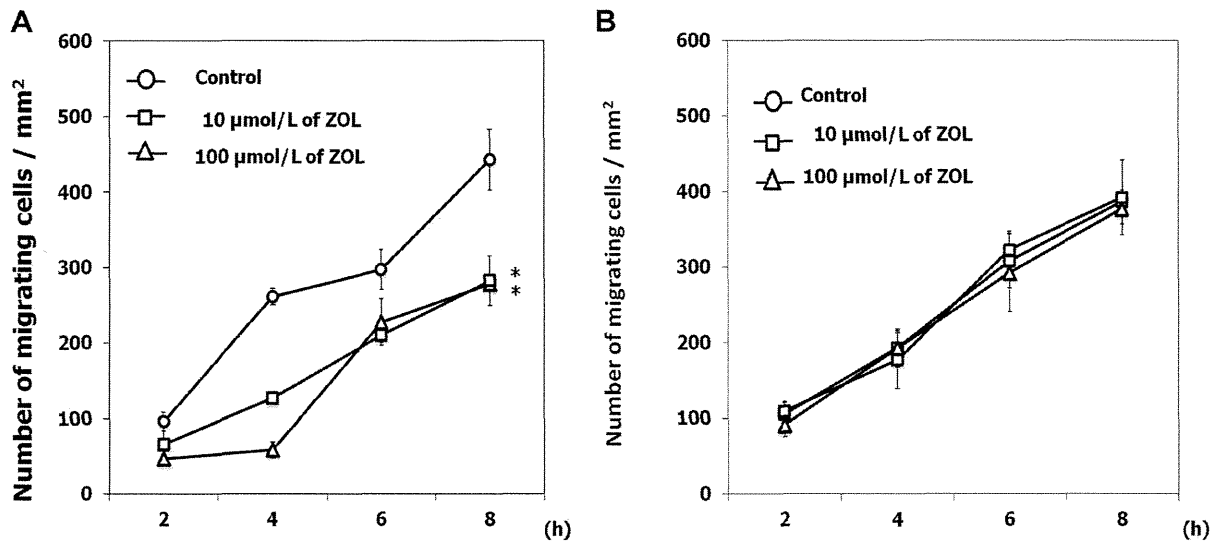 A
Number of migrating cells / mm²
600
500
400
300
200
100
0
Control
10 µmol/L of ZOL
100 µmol/L of ZOL
*
*
2 4 6 8 (h)
B
Number of migrating cells / mm²
600
500
400
300
200
100
0
Control
10 µmol/L of ZOL
100 µmol/L of ZOL
2 4 6 8 (h)